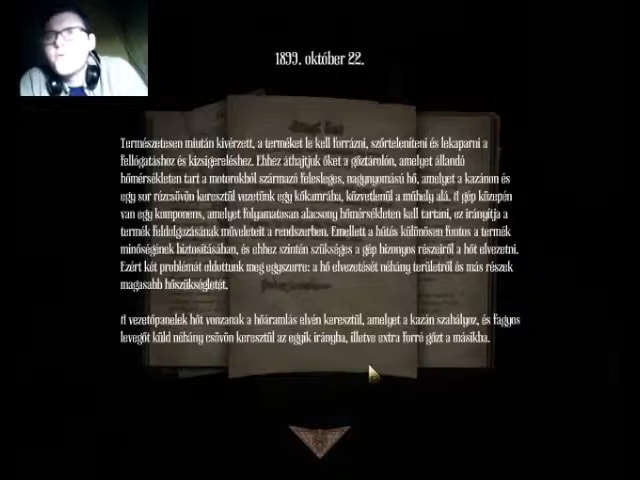 1899. október 22.
Természetesen miután kivérzett, a terméket le kell forrázni, szőrteleníteni és lekaparni a
fellógatáshoz és kizsigereléshez. Ehhez áthajtjuk őket a gőztárolón, amelyet állandó
hőmérsékleten tart a motorokból származó felesleges, nagynyomású hő, amelyet a kazánon és
egy sor rézcsövön keresztül vezetünk egy kőkamrába, közvetlenül a műhely alá. A gép közepén
van egy komponens, amelyet folyamatosan alacsony hőmérsékleten kell tartani, ez irányítja a
termék feldolgozásának műveleteit a rendszerben. Emellett a hűtés különösen fontos a termék
minőségének biztosításában, és ehhez szintén szükséges a gép bizonyos részeiről a hőt elvezetni.
Ezért két problémát oldottunk meg egyszerre: a hő elvezetését néhány területről és más részek
magasabb hőszükségletét.
A vezetőpanelek hőt vonzanak a hőáramlás elvén keresztül, amelyet a kazán szabályoz, és fagyos
levegőt küld néhány csövön keresztül az egyik irányba, illetve extra forró gőzt a másikba.